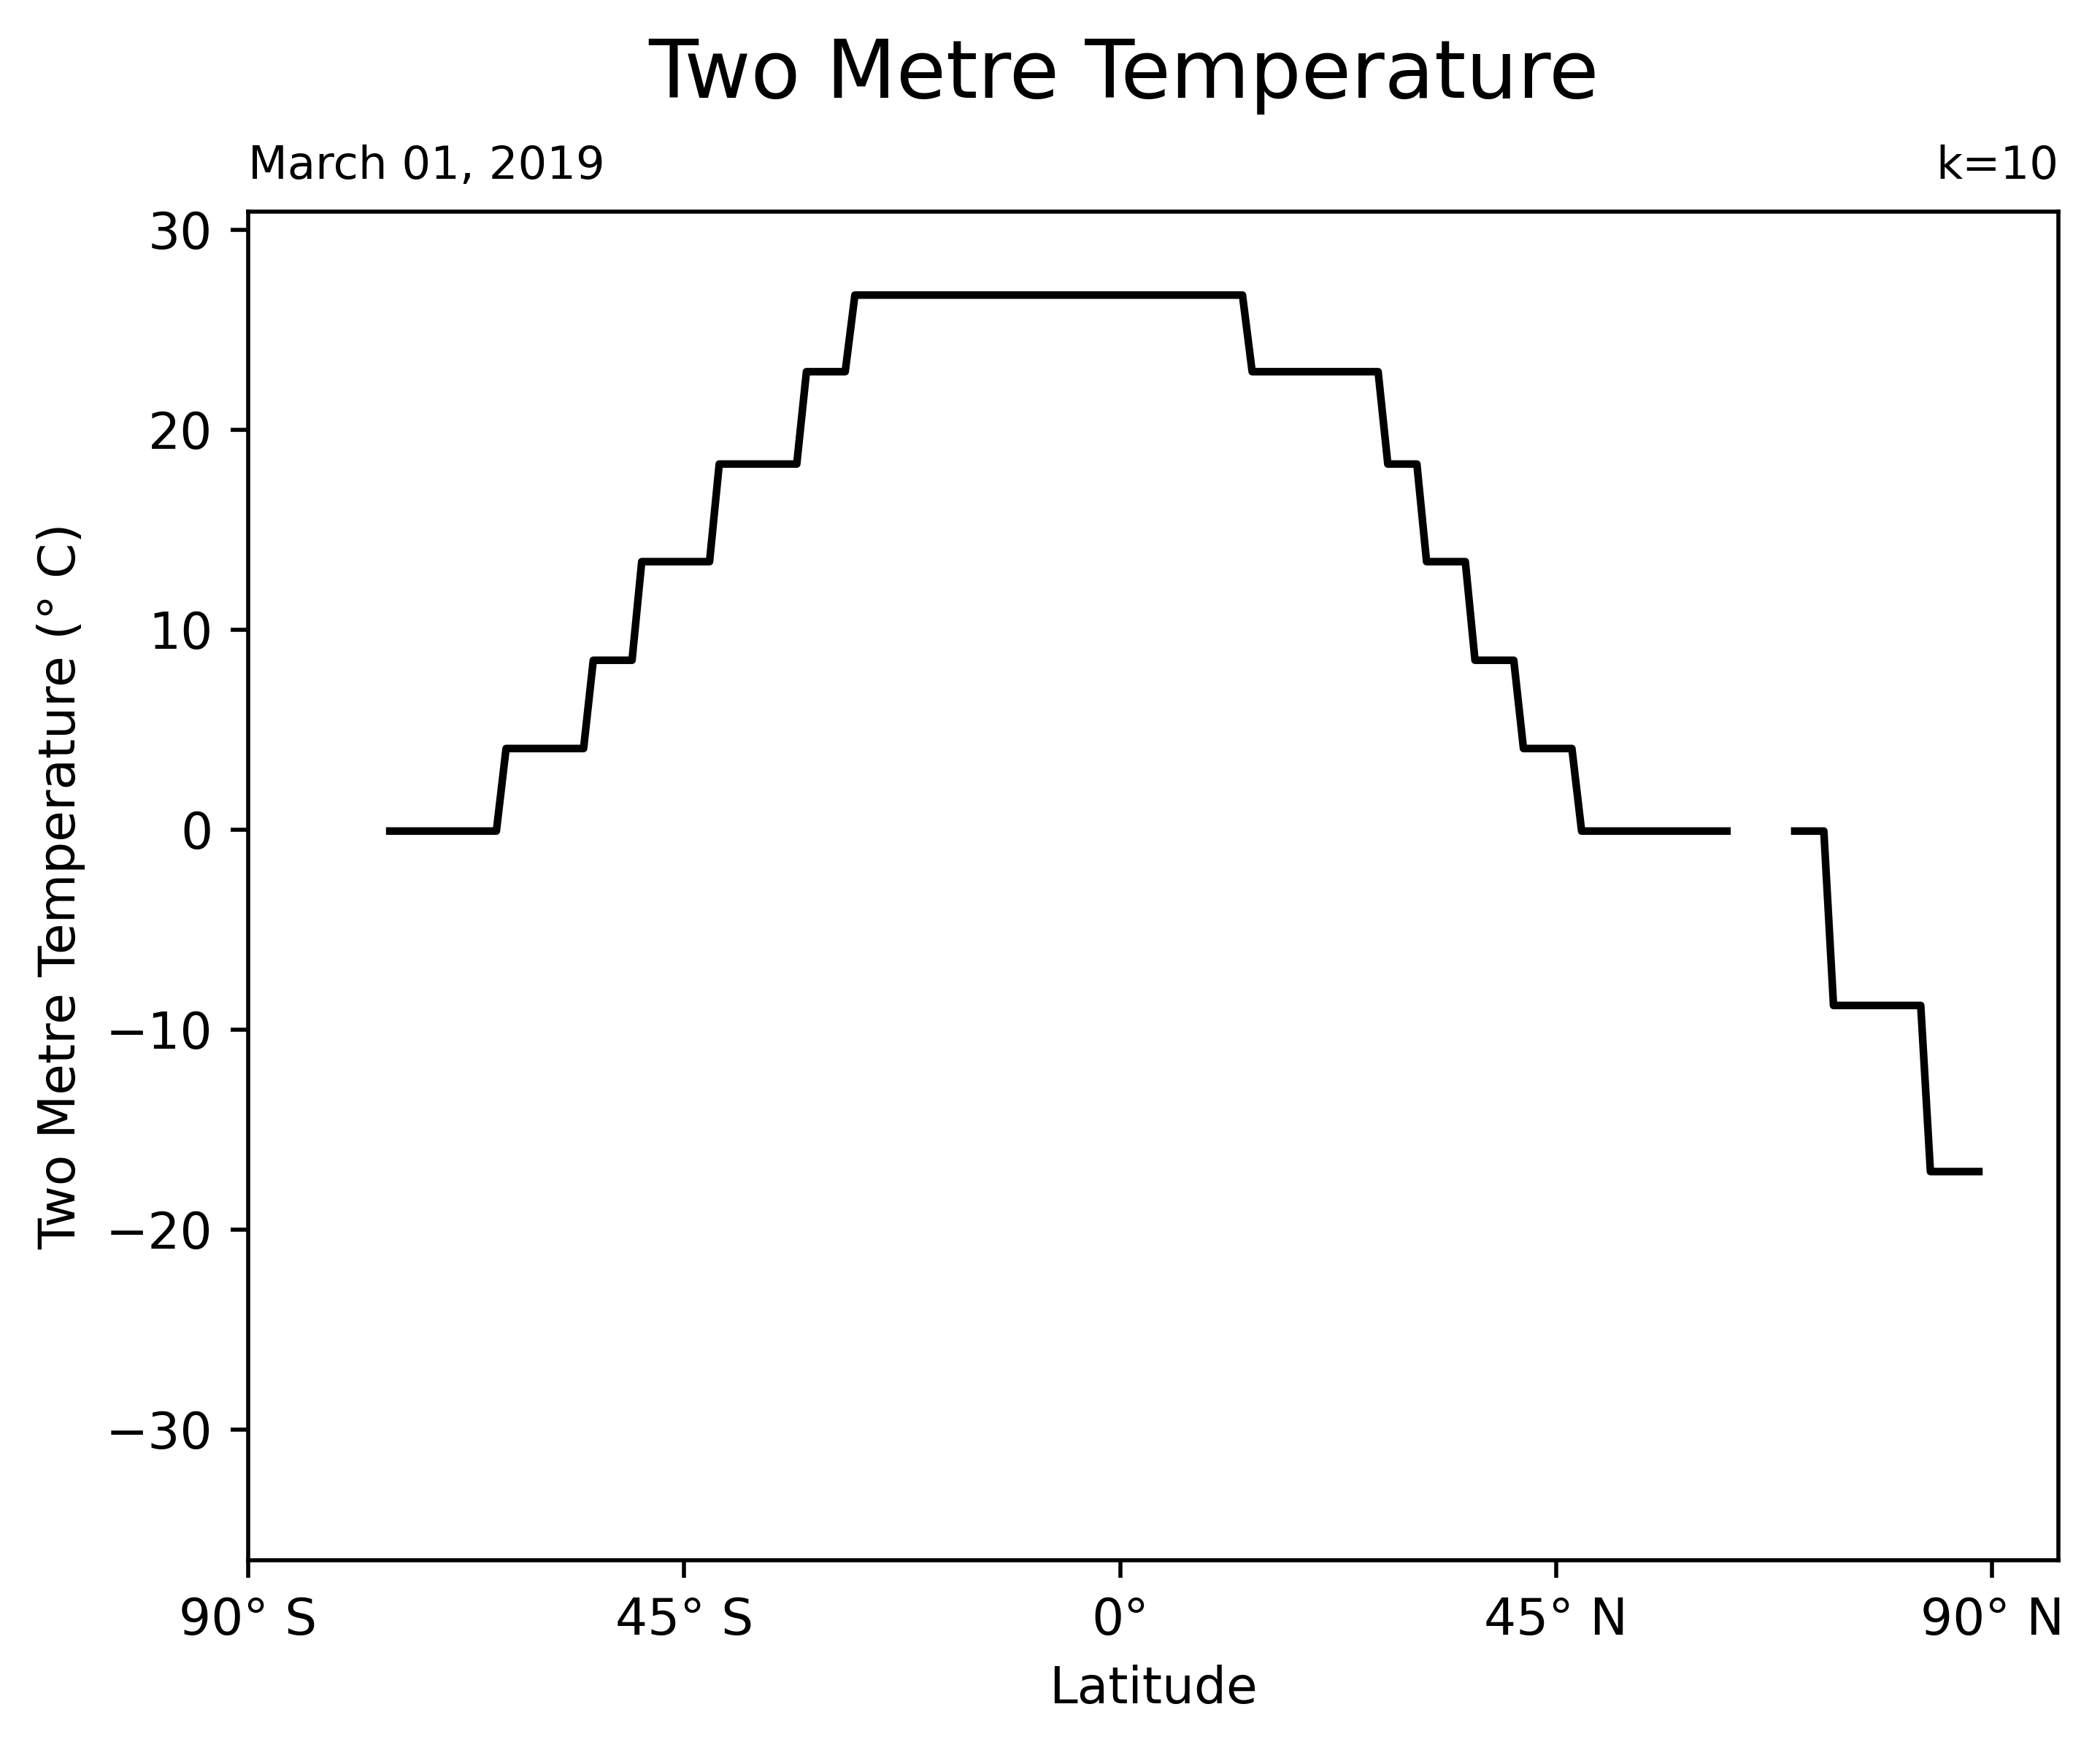 Two Metre Temperature
March 01, 2019 k=10
30
20
10
0
−10
−20
−30
Two Metre Temperature (° C)
90° S 45° S 0° 45° N 90° N
Latitude